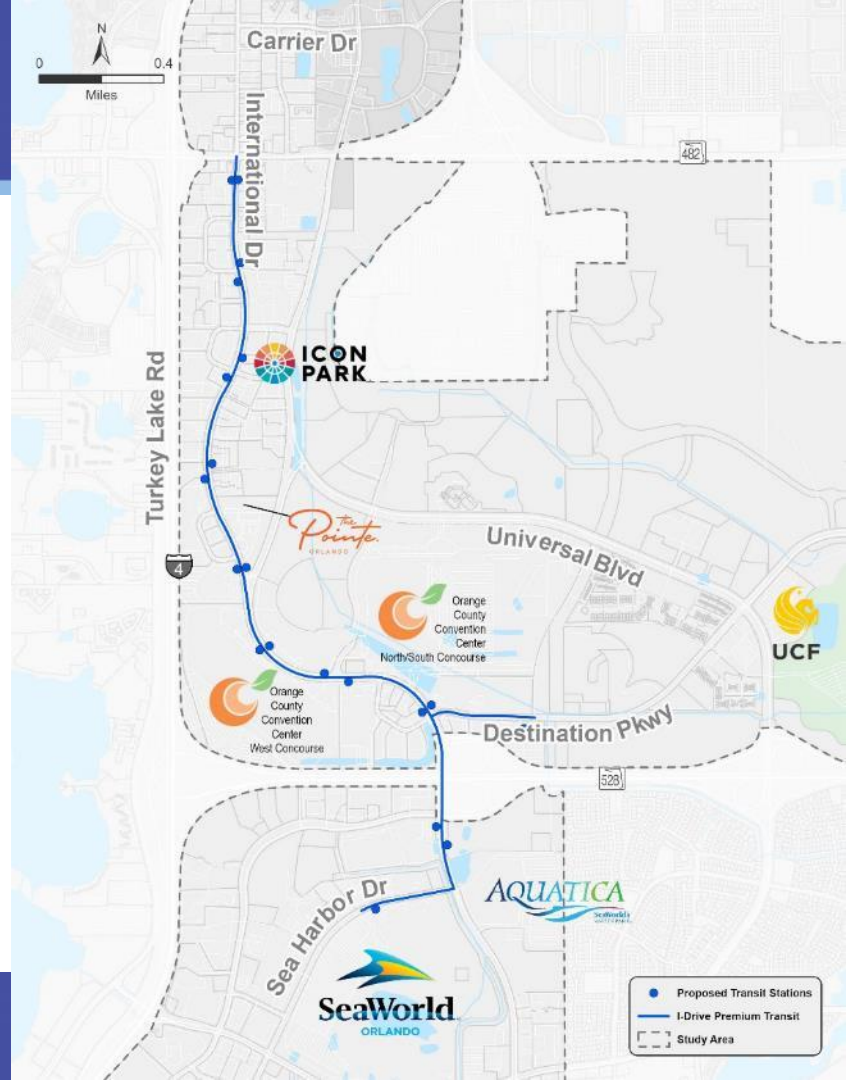 N
0 0.4
Miles
Carrier Dr
International Dr
482
ICON
PARK
Turkey Lake Rd
the
Pointe.
ORLANDO
4
Universal Blvd
Orange
County
Convention
Center
North/South Concourse
UCF
Orange
County
Convention
Center
West Concourse
Destination Pkwy
528
Sea Harbor Dr
AQUATICA
SeaWorld's
SeaWorld
ORLANDO
Proposed Transit Stations
I-Drive Premium Transit
Study Area